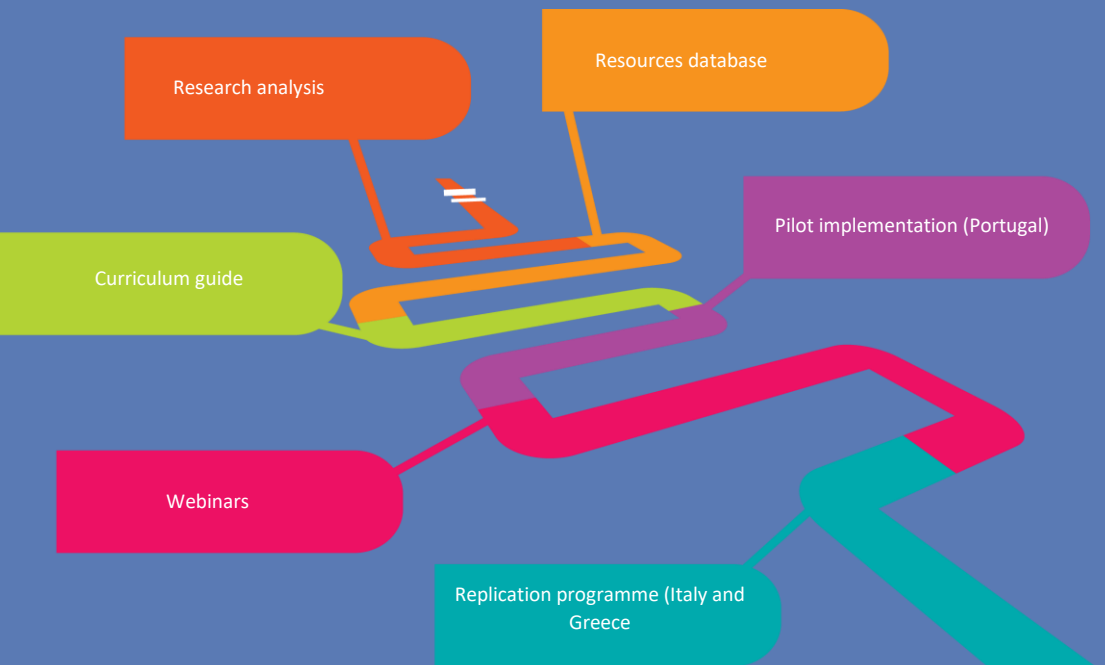 Resources database
Research analysis
Pilot implementation (Portugal)
Curriculum guide
Webinars
Replication programme (Italy and
Greece